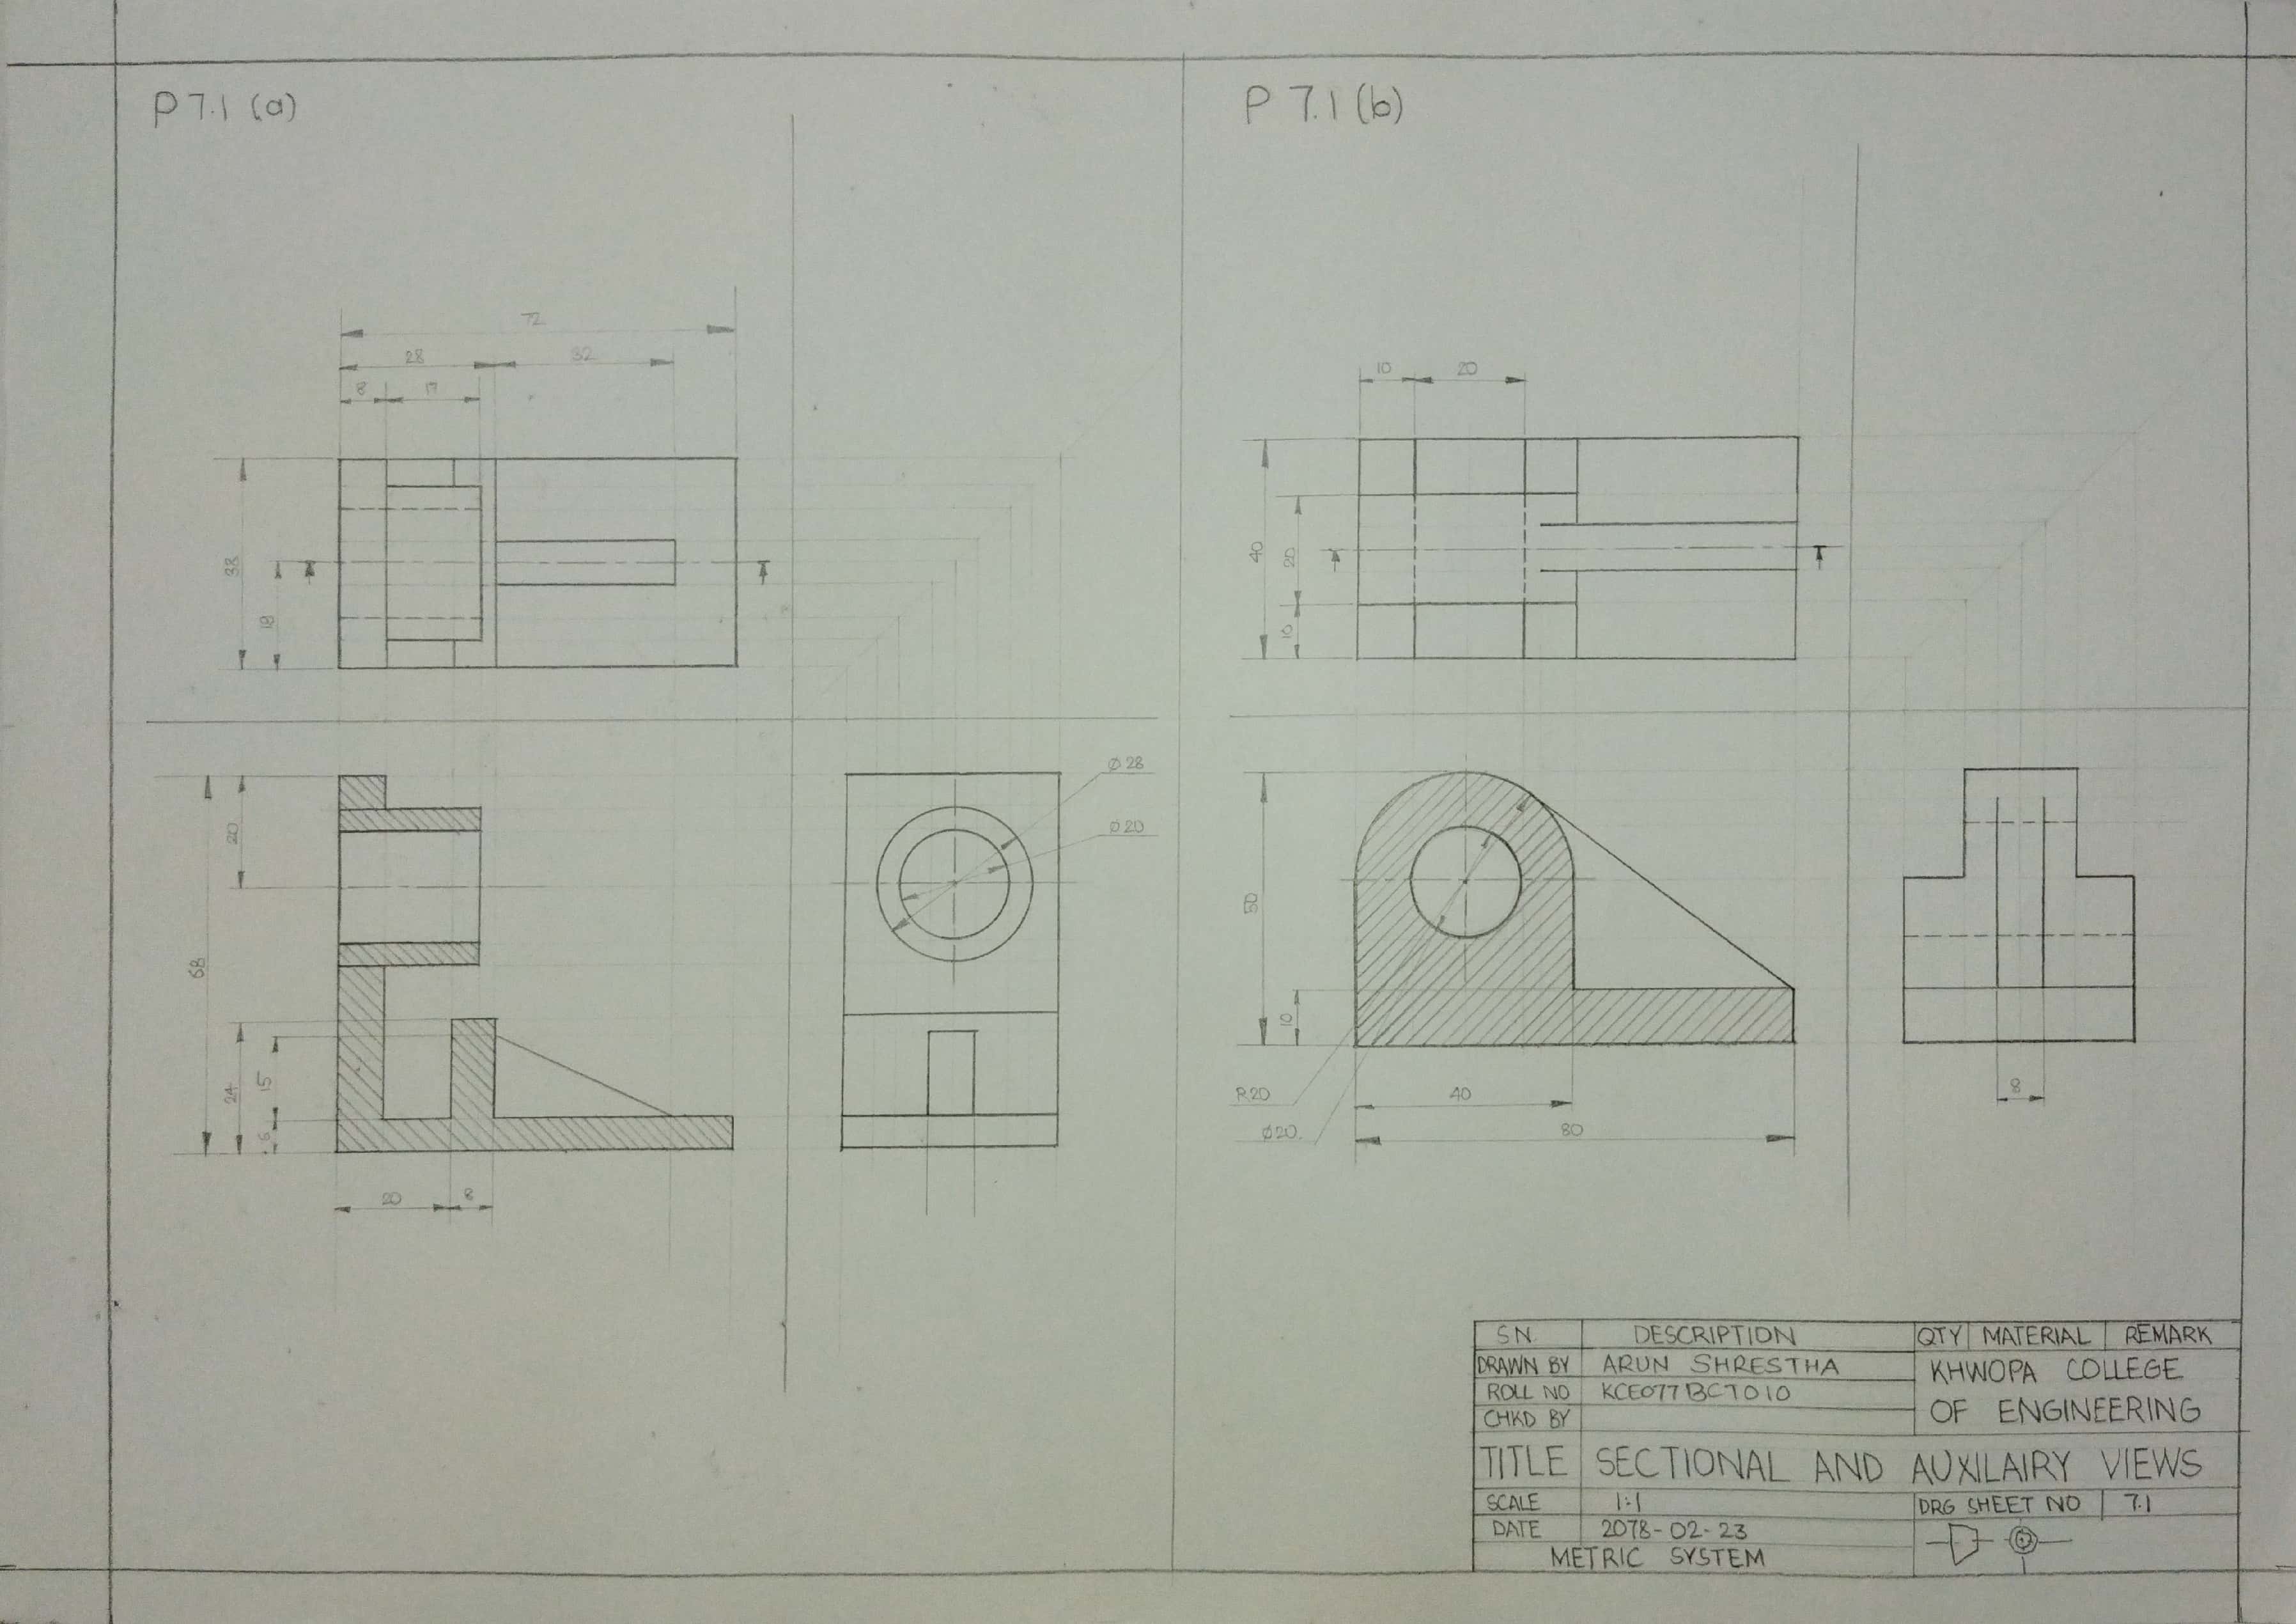 P 7.1 (a)
72
28 32
8 17
38
18
20
68
24
15
6
20 8
Ø 28
Ø 20
P 7.1 (b)
10 20
40
20
10
50
10
R20
Ø20
40
80
8
SN DESCRIPTION QTY MATERIAL REMARK
DRAWN BY ARUN SHRESTHA KHWOPA COLLEGE
ROLL NO KCE077BCT010
CHKD BY OF ENGINEERING
TITLE SECTIONAL AND AUXILAIRY VIEWS
SCALE 1:1 DRG SHEET NO 7.1
DATE 2078-02-23
METRIC SYSTEM